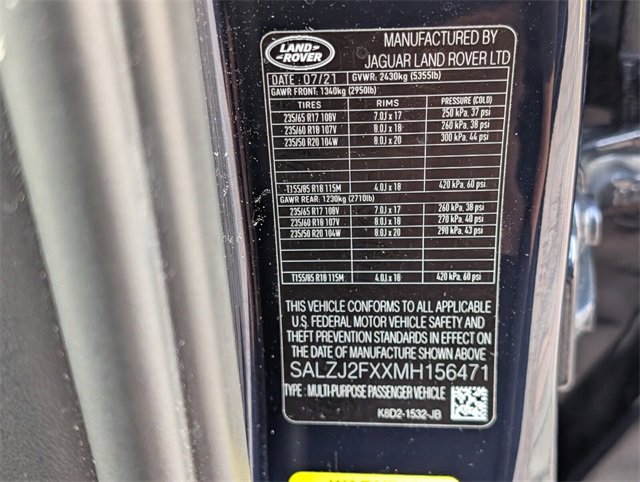 LAND-
-ROVER
MANUFACTURED BY
JAGUAR LAND ROVER LTD
DATE : 07/21 GVWR: 2430kg (5355lb)
GAWR FRONT: 1340kg (2950lb)
TIRES RIMS PRESSURE (COLD)
235/65 R17 108V 7.0J x 17 250 kPa, 37 psi
235/60 R18 107V 8.0J x 18 260 kPa, 38 psi
235/50 R20 104W 8.0J x 20 300 kPa, 44 psi
T155/85 R18 115M 4.0J x 18 420 kPa, 60 psi
GAWR REAR: 1230kg (2710lb)
235/65 R17 108V 7.0J x 17 260 kPa, 38 psi
235/60 R18 107V 8.0J x 18 270 kPa, 40 psi
235/50 R20 104W 8.0J x 20 290 kPa, 43 psi
T155/85 R18 115M 4.0J x 18 420 kPa, 60 psi
THIS VEHICLE CONFORMS TO ALL APPLICABLE
U.S. FEDERAL MOTOR VEHICLE SAFETY AND
THEFT PREVENTION STANDARDS IN EFFECT ON
THE DATE OF MANUFACTURE SHOWN ABOVE
SALZJ2FXXMH156471
TYPE : MULTI-PURPOSE PASSENGER VEHICLE
K8D2-1532-JB